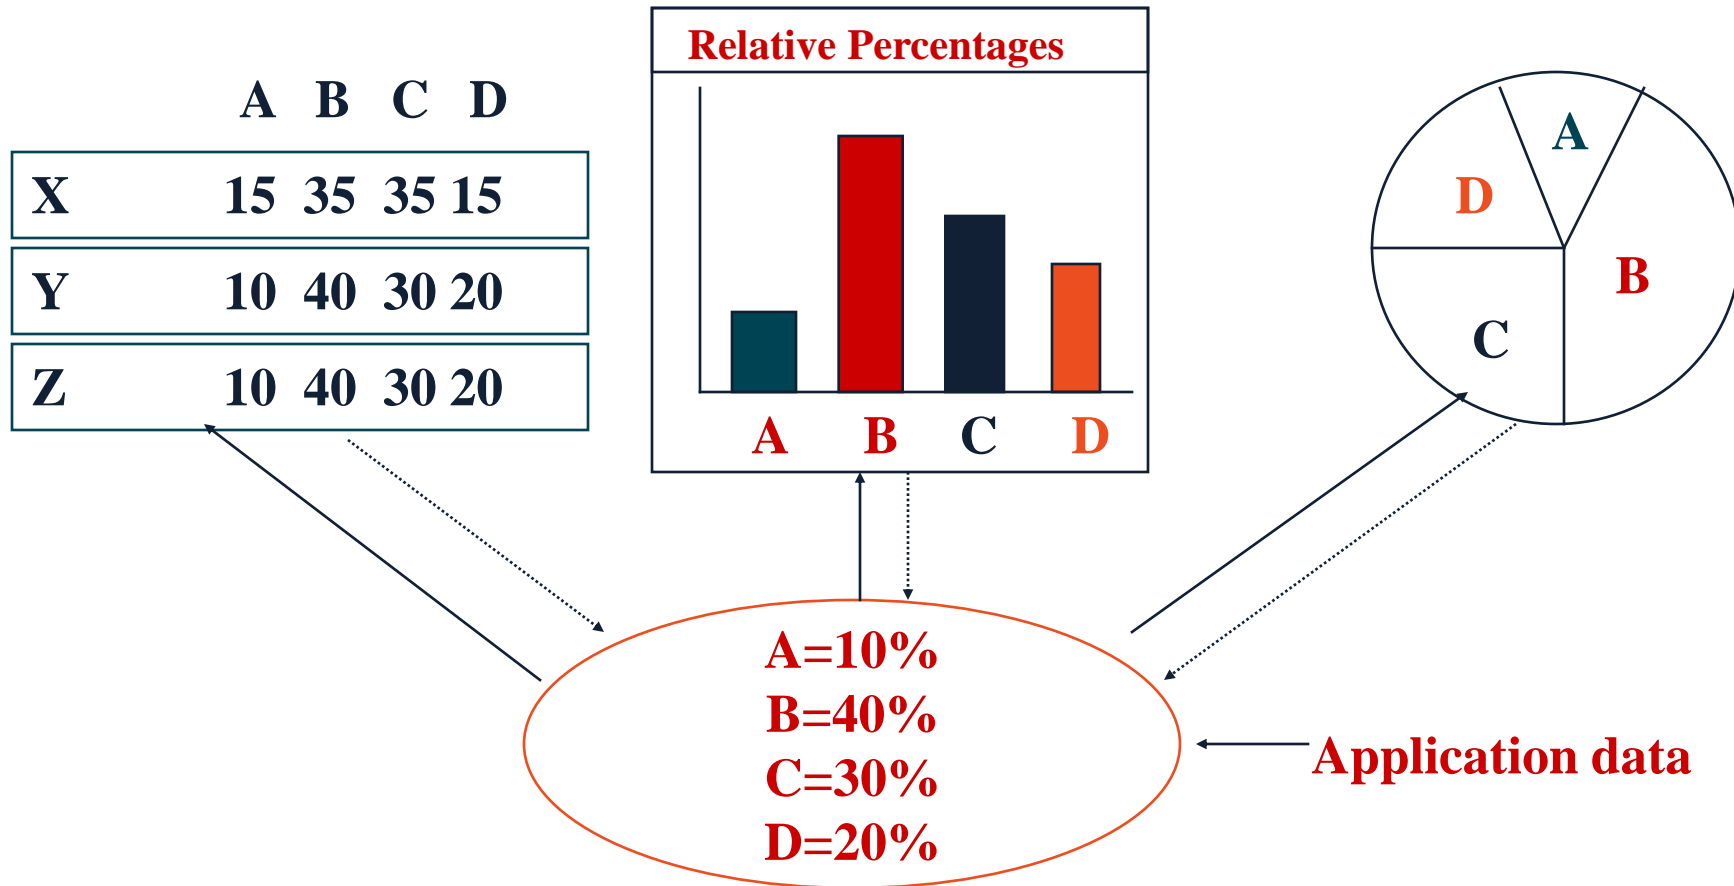 A B C D
X 15 35 35 15
Y 10 40 30 20
Z 10 40 30 20
Relative Percentages
A B C D
A
D
B
C
A=10%
B=40%
C=30%
D=20%
Application data